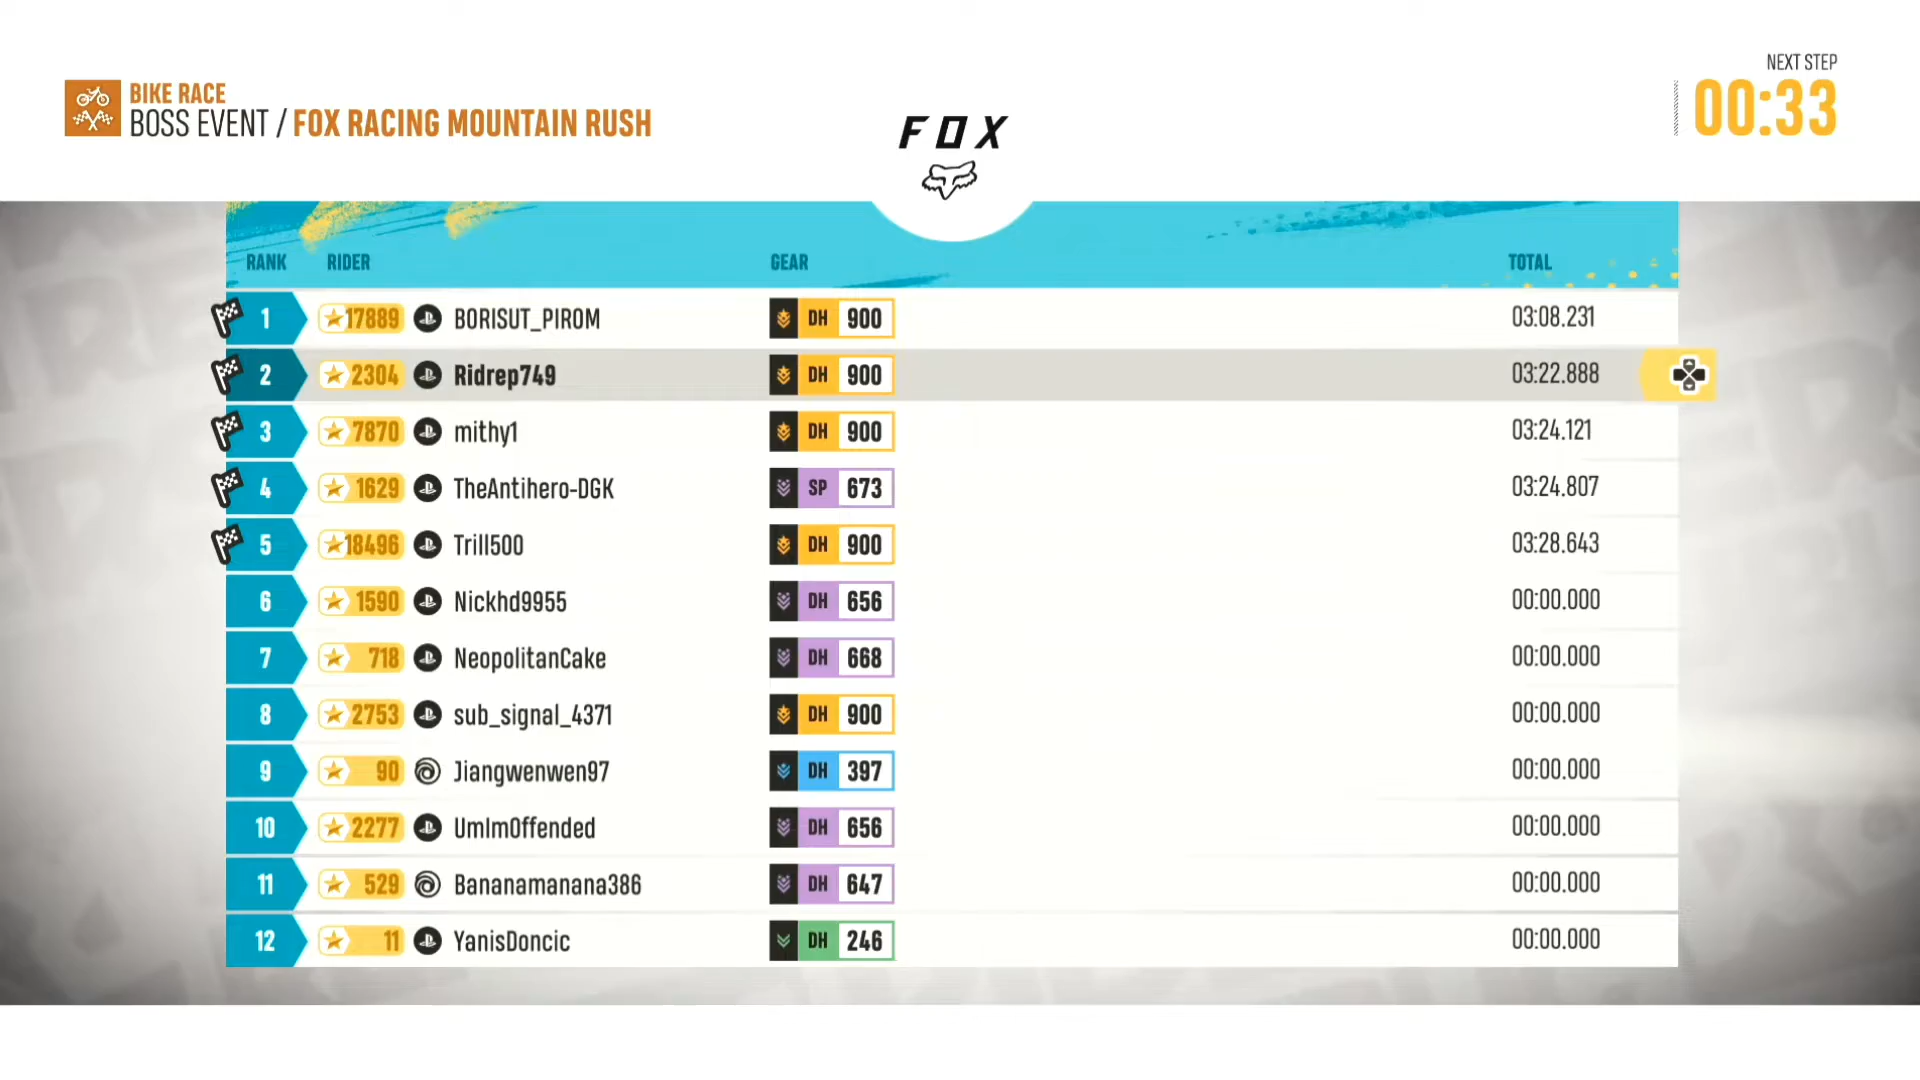 NEXT STEP
00:33
BIKE RACE
BOSS EVENT / FOX RACING MOUNTAIN RUSH
FOX
RANK RIDER GEAR TOTAL
1 17889 BORISUT_PIROM DH 900 03:08.231
2 2304 Ridrep749 DH 900 03:22.888
3 7870 mithy1 DH 900 03:24.121
4 1629 TheAntihero-DGK SP 673 03:24.807
5 18496 Trill500 DH 900 03:28.643
6 1590 Nickhd9955 DH 656 00:00.000
7 718 NeopolitanCake DH 668 00:00.000
8 2753 sub_signal_4371 DH 900 00:00.000
9 90 Jiangwenwen97 DH 397 00:00.000
10 2277 UmImOffended DH 656 00:00.000
11 529 Bananamanana386 DH 647 00:00.000
12 11 YanisDoncic DH 246 00:00.000